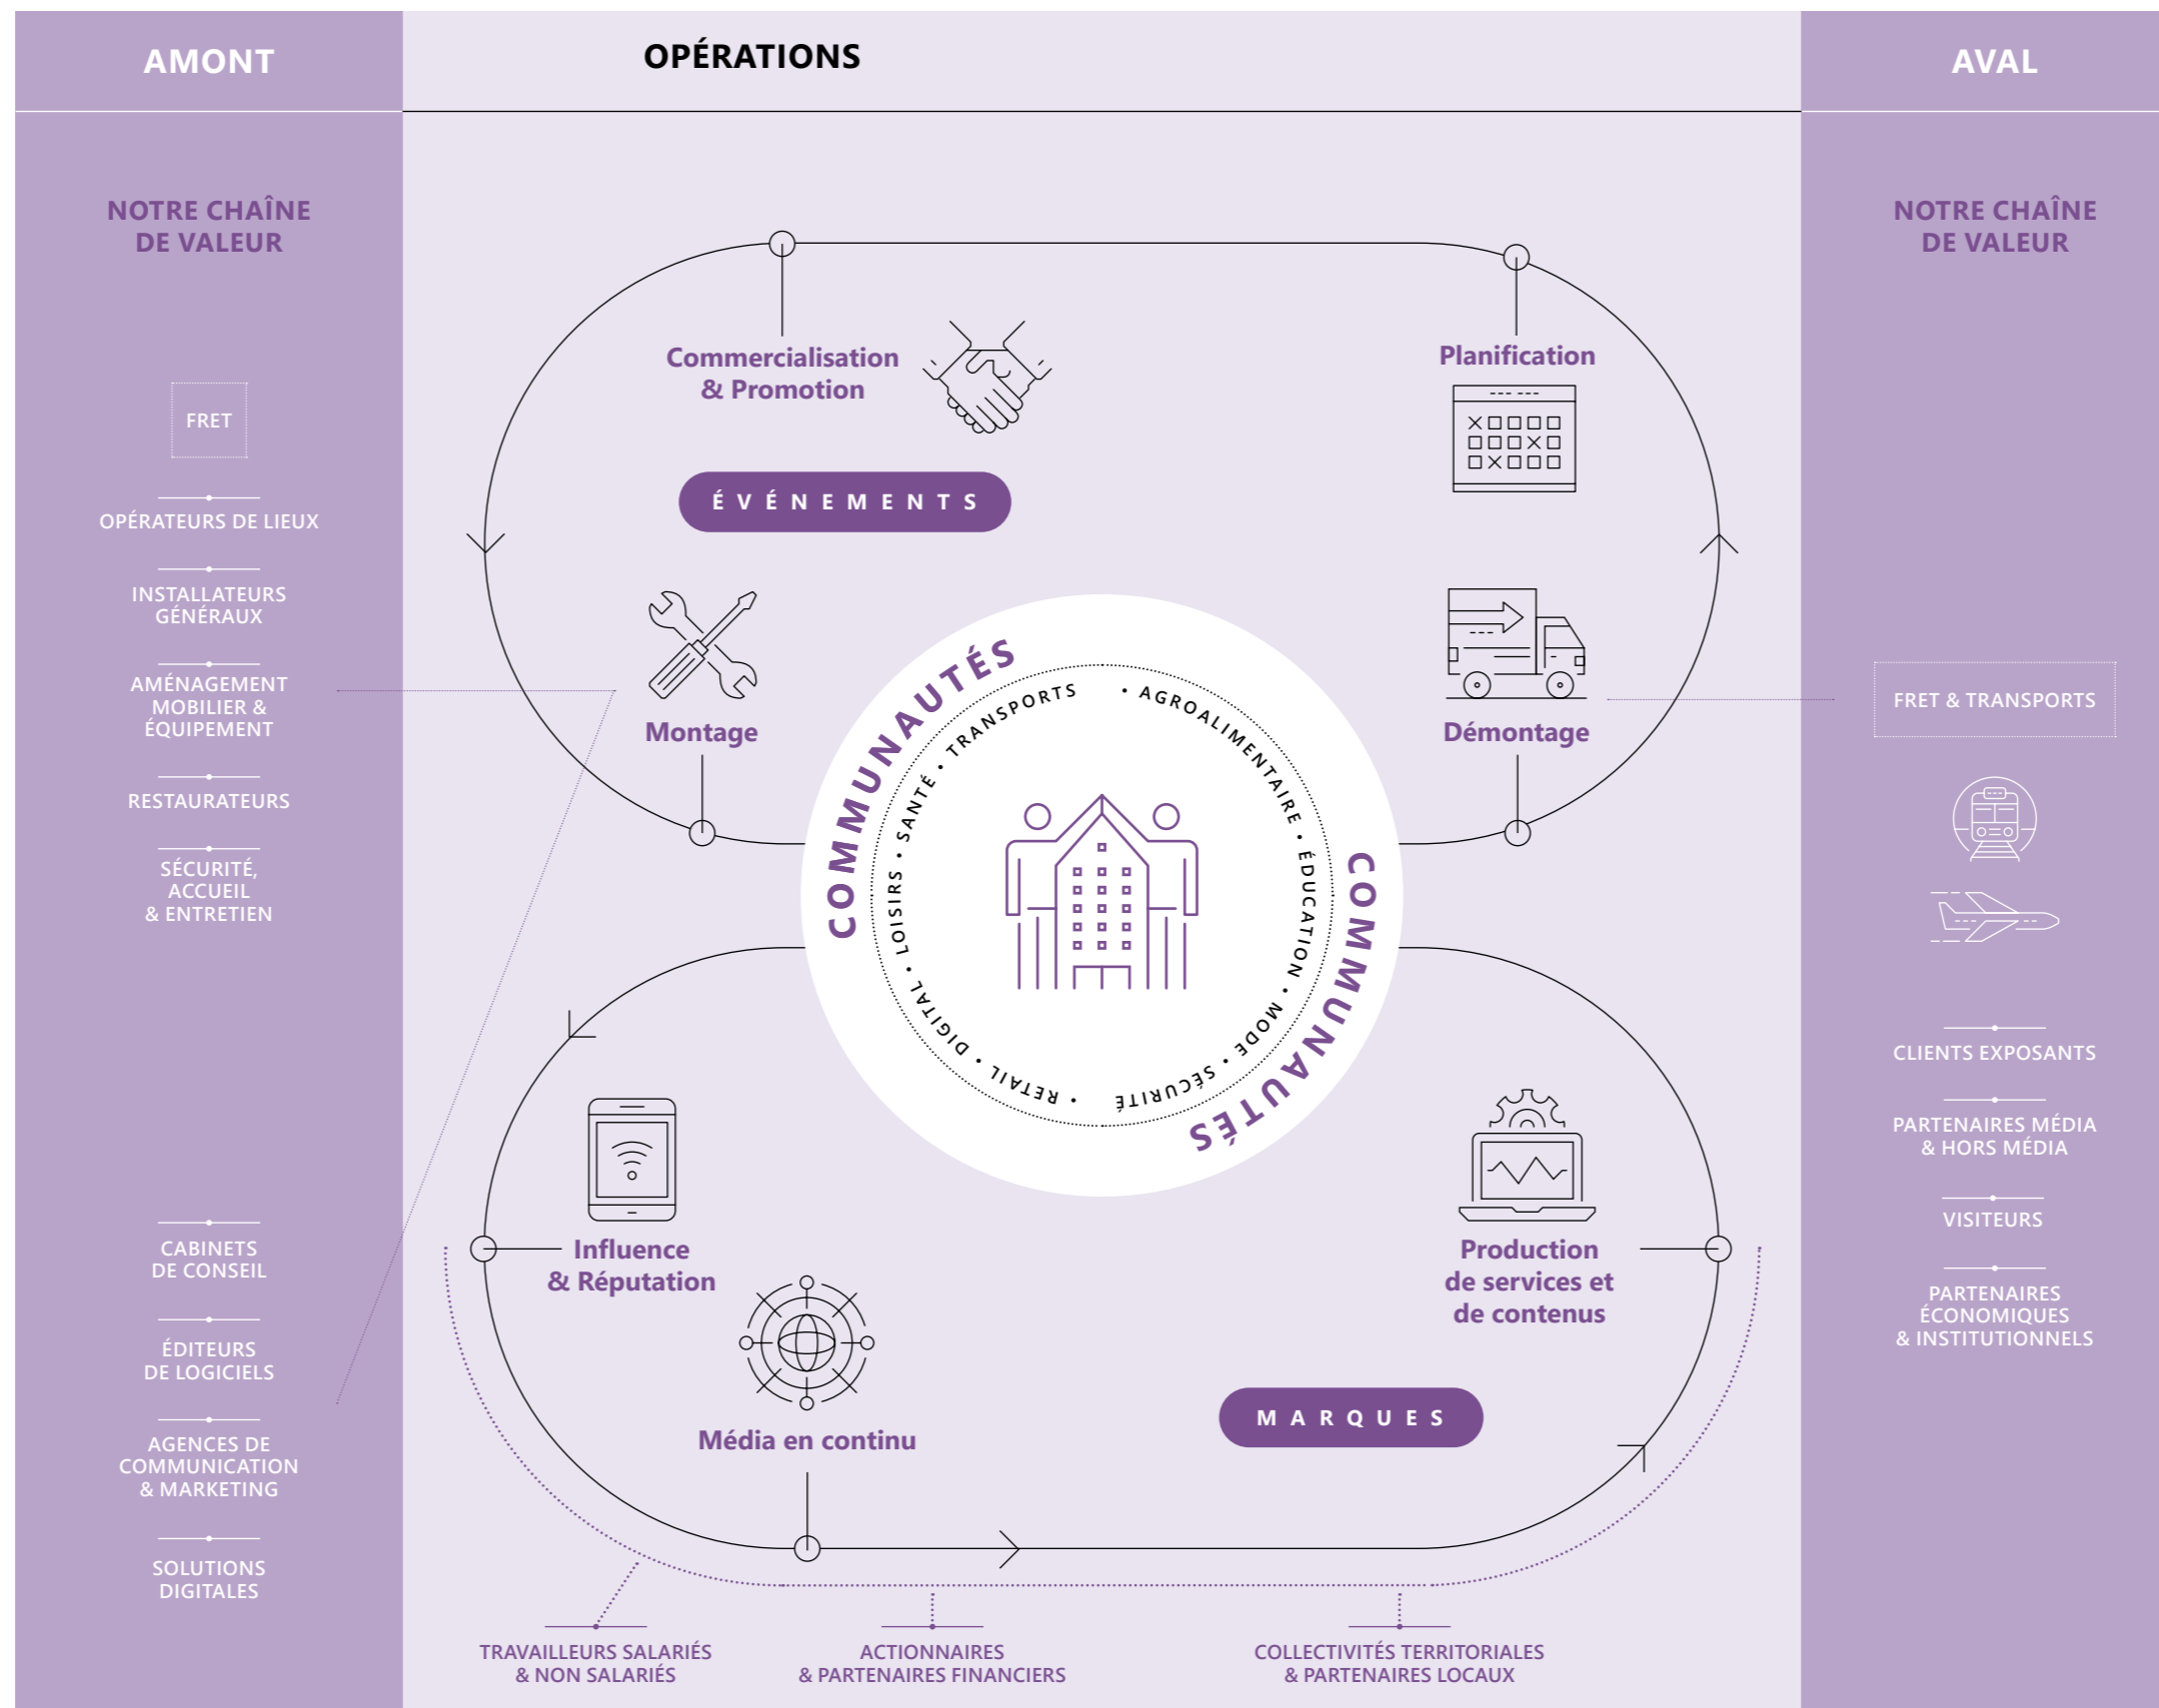 AMONT
NOTRE CHAÎNE
DE VALEUR
FRET
OPÉRATEURS DE LIEUX
INSTALLATEURS
GÉNÉRAUX
AMÉNAGEMENT
MOBILIER &
ÉQUIPEMENT
RESTAURATEURS
SÉCURITÉ,
ACCUEIL
& ENTRETIEN
CABINETS
DE CONSEIL
ÉDITEURS
DE LOGICIELS
AGENCES DE
COMMUNICATION
& MARKETING
SOLUTIONS
DIGITALES
OPÉRATIONS
Commercialisation
& Promotion
Planification
ÉVÉNEMENTS
Montage
Démontage
COMMUNAUTÉS
COMMUNAUTÉS
• AGROALIMENTAIRE • ÉDUCATION • MODE • SÉCURITÉ
• RETAIL • DIGITAL • LOISIRS • SANTÉ • TRANSPORTS
Influence
& Réputation
Média en continu
Production
de services et
de contenus
MARQUES
TRAVAILLEURS SALARIÉS
& NON SALARIÉS
ACTIONNAIRES
& PARTENAIRES FINANCIERS
COLLECTIVITÉS TERRITORIALES
& PARTENAIRES LOCAUX
AVAL
NOTRE CHAÎNE
DE VALEUR
FRET & TRANSPORTS
CLIENTS EXPOSANTS
PARTENAIRES MÉDIA
& HORS MÉDIA
VISITEURS
PARTENAIRES
ÉCONOMIQUES
& INSTITUTIONNELS